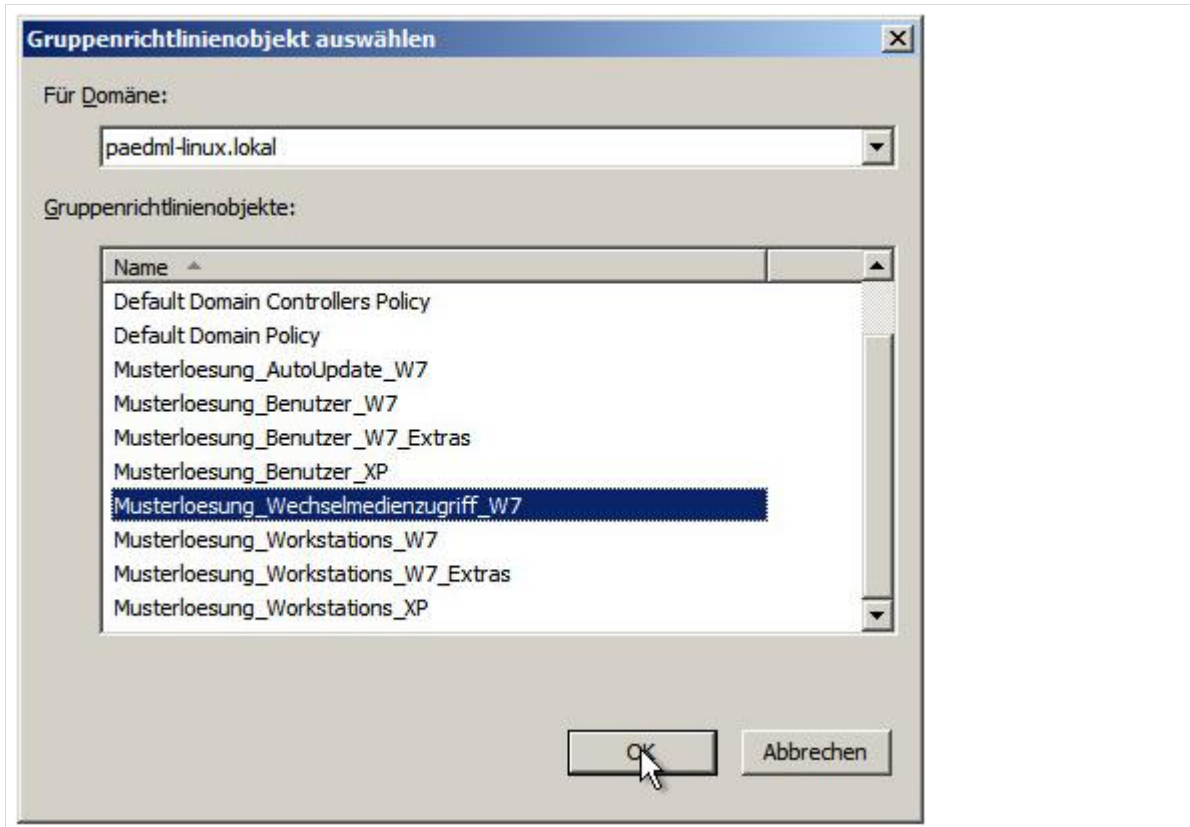 Gruppenrichtlinienobjekt auswählen
Für Domäne:
paedml-linux.lokal
Gruppenrichtlinienobjekte:
Name
Default Domain Controllers Policy
Default Domain Policy
Musterloesung_AutoUpdate_W7
Musterloesung_Benutzer_W7
Musterloesung_Benutzer_W7_Extras
Musterloesung_Benutzer_XP
Musterloesung_Wechselmedienzugriff_W7
Musterloesung_Workstations_W7
Musterloesung_Workstations_W7_Extras
Musterloesung_Workstations_XP
OK Abbrechen